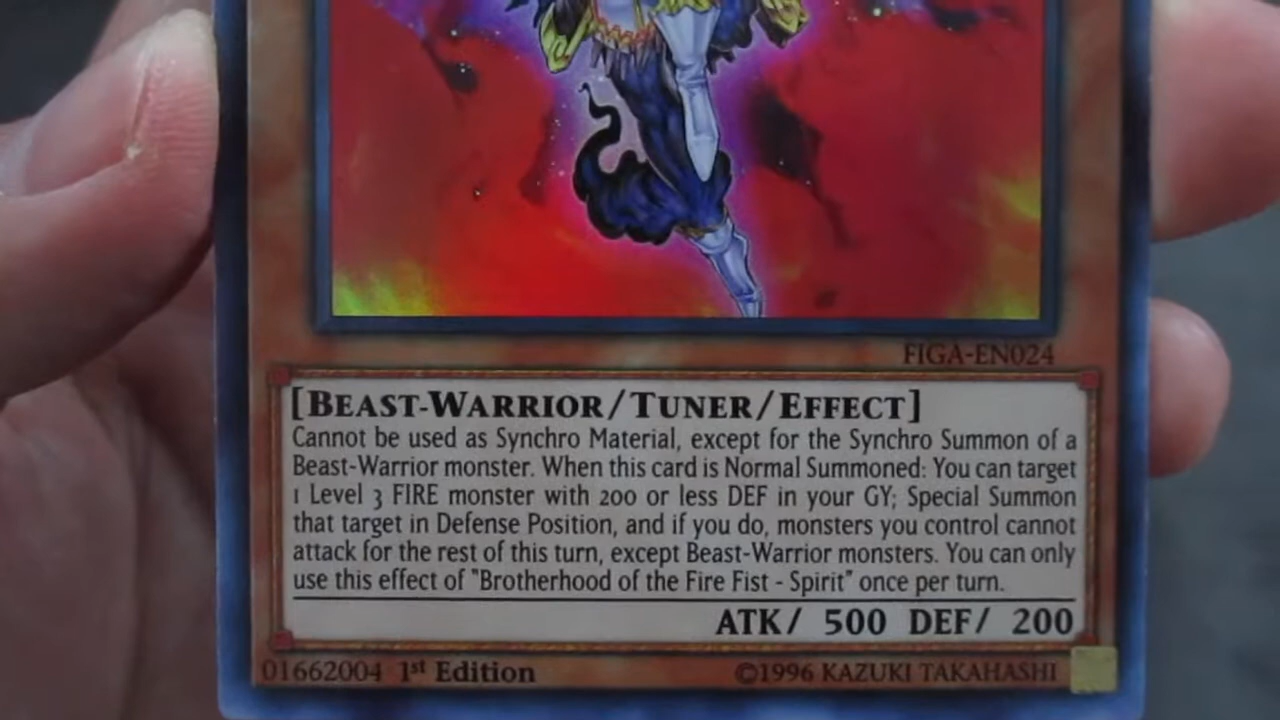 FIGA-EN024
[BEAST-WARRIOR/TUNER/EFFECT]
Cannot be used as Synchro Material, except for the Synchro Summon of a
Beast-Warrior monster. When this card is Normal Summoned: You can target
1 Level 3 FIRE monster with 200 or less DEF in your GY; Special Summon
that target in Defense Position, and if you do, monsters you control cannot
attack for the rest of this turn, except Beast-Warrior monsters. You can only
use this effect of "Brotherhood of the Fire Fist - Spirit" once per turn.
ATK/ 500 DEF/ 200
01662004 1st Edition ©1996 KAZUKI TAKAHASHI